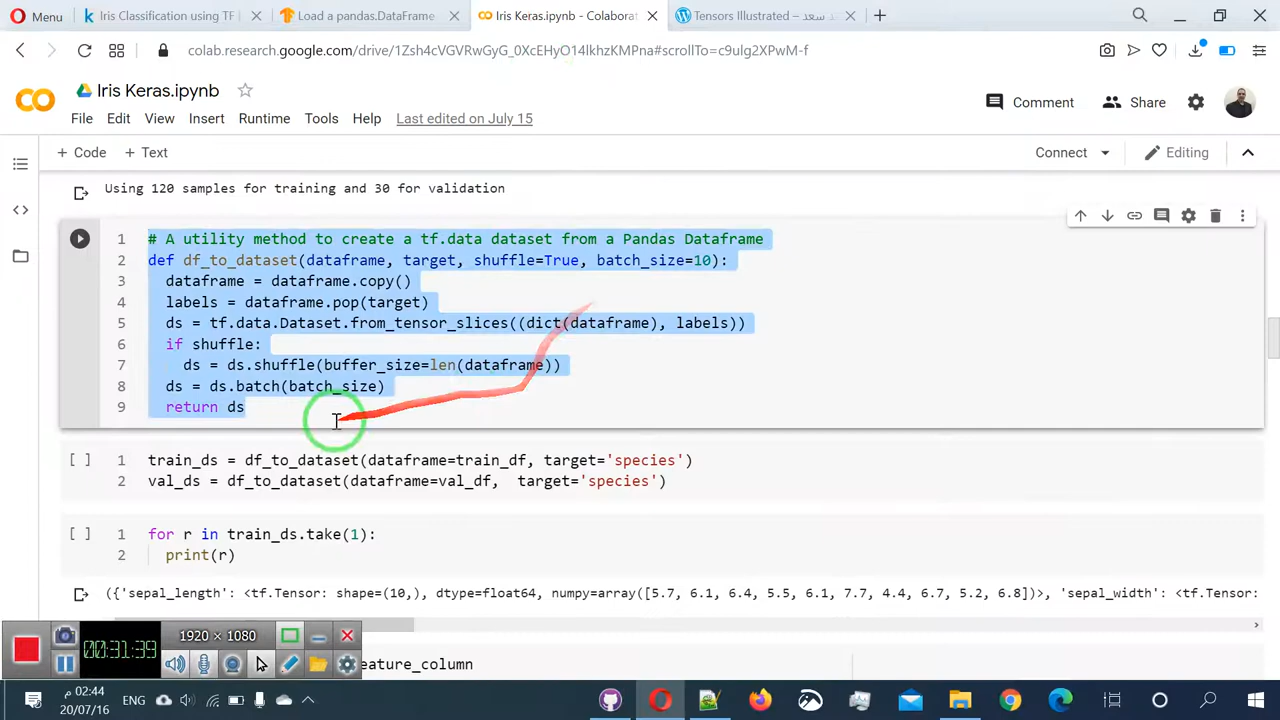 Iris Classification using TF
Load a pandas.DataFrame
Iris Keras.ipynb - Colaborat
Tensors Illustrated – حمد سعد
colab.research.google.com/drive/1Zsh4cVGVRwGyG_0XcEHyO14lkhzKMPna#scrollTo=c9ulg2XPwM-f
Menu
Iris Keras.ipynb
Comment
Share
File Edit View Insert Runtime Tools Help Last edited on July 15
+ Code + Text
Connect
Editing
Using 120 samples for training and 30 for validation
1 # A utility method to create a tf.data dataset from a Pandas Dataframe
2 def df_to_dataset(dataframe, target, shuffle=True, batch_size=10):
3 dataframe = dataframe.copy()
4 labels = dataframe.pop(target)
5 ds = tf.data.Dataset.from_tensor_slices((dict(dataframe), labels))
6 if shuffle:
7 ds = ds.shuffle(buffer_size=len(dataframe))
8 ds = ds.batch(batch_size)
9 return ds
[ ] 1 train_ds = df_to_dataset(dataframe=train_df, target='species')
2 val_ds = df_to_dataset(dataframe=val_df, target='species')
[ ] 1 for r in train_ds.take(1):
2 print(r)
({'sepal_length': <tf.Tensor: shape=(10,), dtype=float64, numpy=array([5.7, 6.1, 6.4, 5.5, 6.1, 7.7, 4.4, 6.7, 5.2, 6.8])>, 'sepal_width': <tf.Tensor:
1920 × 1080
00:31:39
eature_column
ENG
02:44 م
20/07/16